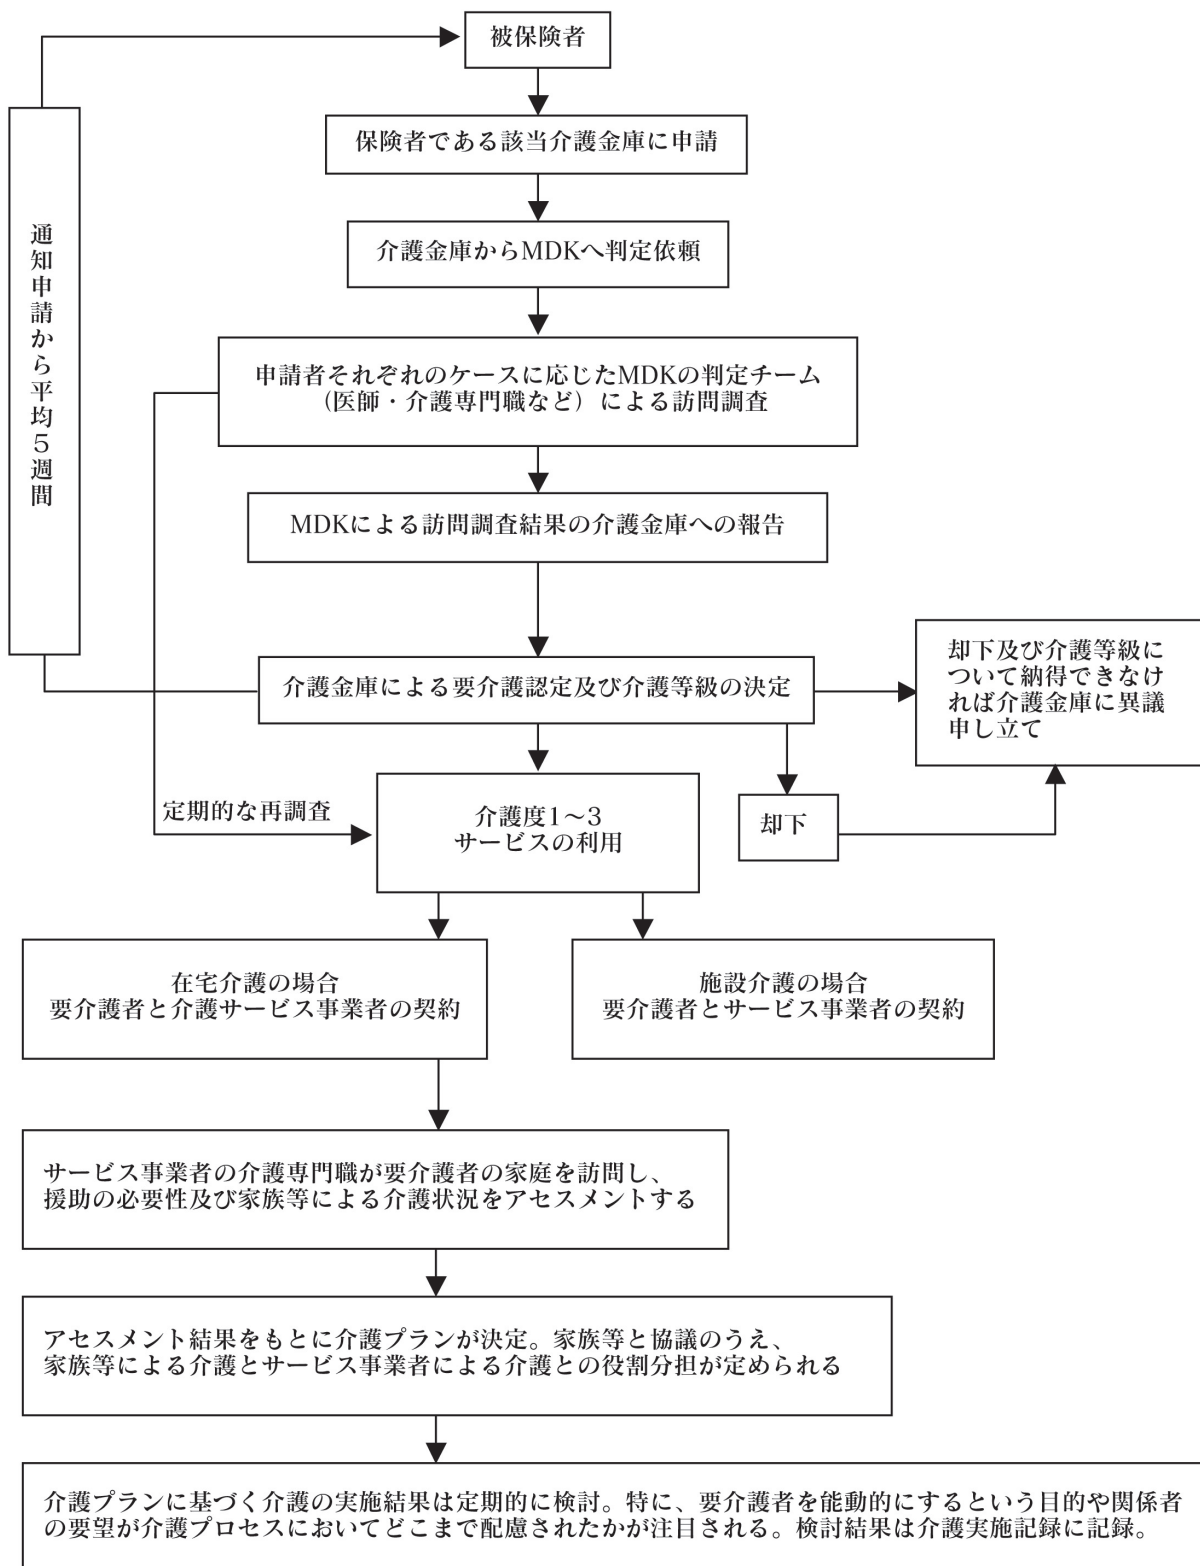 被保険者
保険者である該当介護金庫に申請
介護金庫からMDKへ判定依頼
通知申請から平均5週間
申請者それぞれのケースに応じたMDKの判定チーム
(医師・介護専門職など)による訪問調査
MDKによる訪問調査結果の介護金庫への報告
介護金庫による要介護認定及び介護等級の決定
却下及び介護等級に
ついて納得できなけ
れば介護金庫に異議
申し立て
定期的な再調査
介護度1～3
サービスの利用
却下
在宅介護の場合
要介護者と介護サービス事業者の契約
施設介護の場合
要介護者とサービス事業者の契約
サービス事業者の介護専門職が要介護者の家庭を訪問し、
援助の必要性及び家族等による介護状況をアセスメントする
アセスメント結果をもとに介護プランが決定。家族等と協議のうえ、
家族等による介護とサービス事業者による介護との役割分担が定められる
介護プランに基づく介護の実施結果は定期的に検討。特に、要介護者を能動的にするという目的や関係者
の要望が介護プロセスにおいてどこまで配慮されたかが注目される。検討結果は介護実施記録に記録。